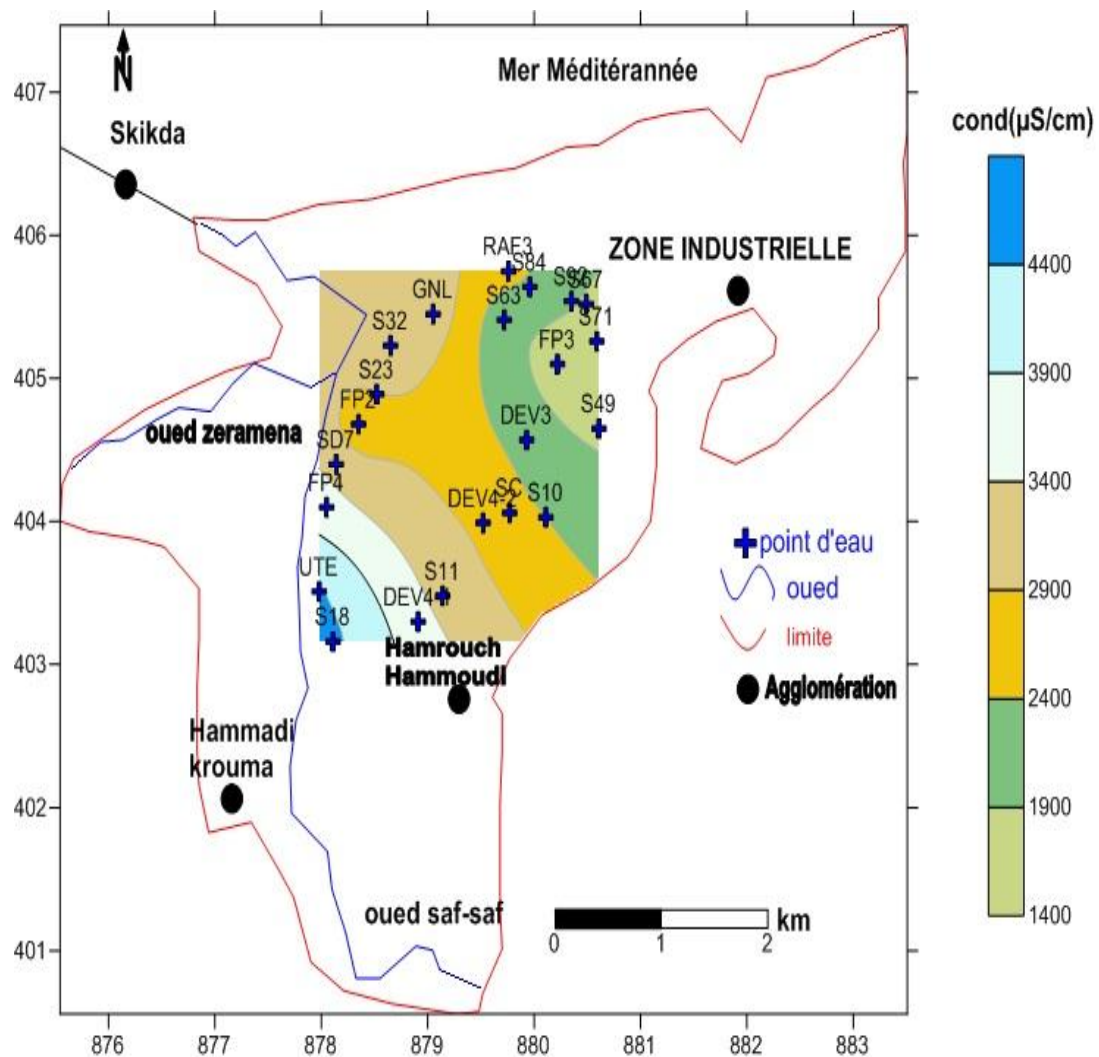 N
Mer Méditérannée
Skikda
cond(µS/cm)
ZONE INDUSTRIELLE
RAE3
S84
GNL
S63
S67
S71
S32
FP3
S23
FP2
S49
DEV3
oued zeramena
SD7
FP4
DEV4-2
SC
S10
UTE
S11
DEV4
S18
Hamrouch
Hammoudi
Hammadi
krouma
oued saf-saf
point d'eau
oued
limite
Agglomération
km
0 1 2
4400
3900
3400
2900
2400
1900
1400
407
406
405
404
403
402
401
876 877 878 879 880 881 882 883